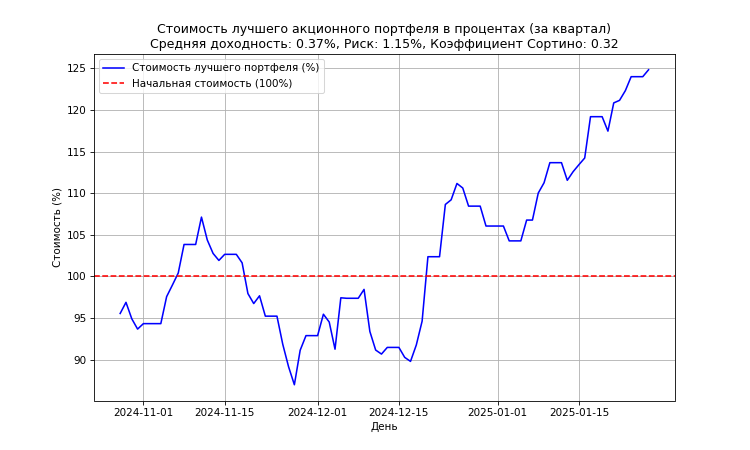 Стоимость лучшего акционного портфеля в процентах (за квартал)
Средняя доходность: 0.37%, Риск: 1.15%, Коэффициент Сортино: 0.32
Стоимость лучшего портфеля (%)
Начальная стоимость (100%)
Стоимость (%)
125
120
115
110
105
100
95
90
2024-11-01
2024-11-15
2024-12-01
2024-12-15
2025-01-01
2025-01-15
День